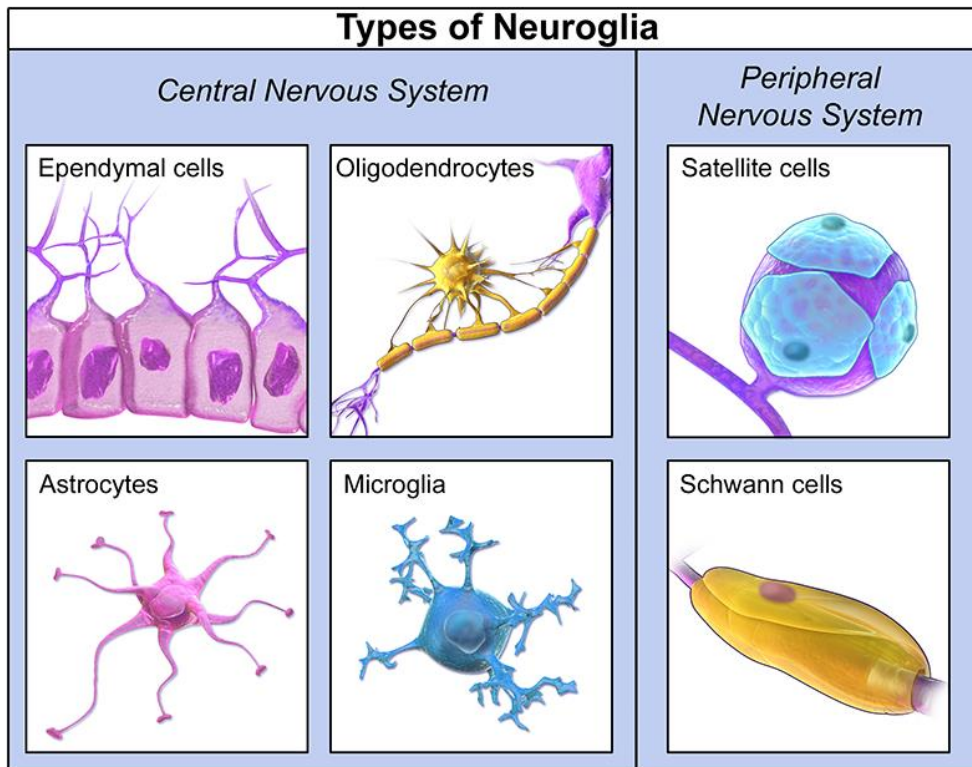 Types of Neuroglia
Central Nervous System
Peripheral
Nervous System
Ependymal cells
Oligodendrocytes
Satellite cells
Astrocytes
Microglia
Schwann cells